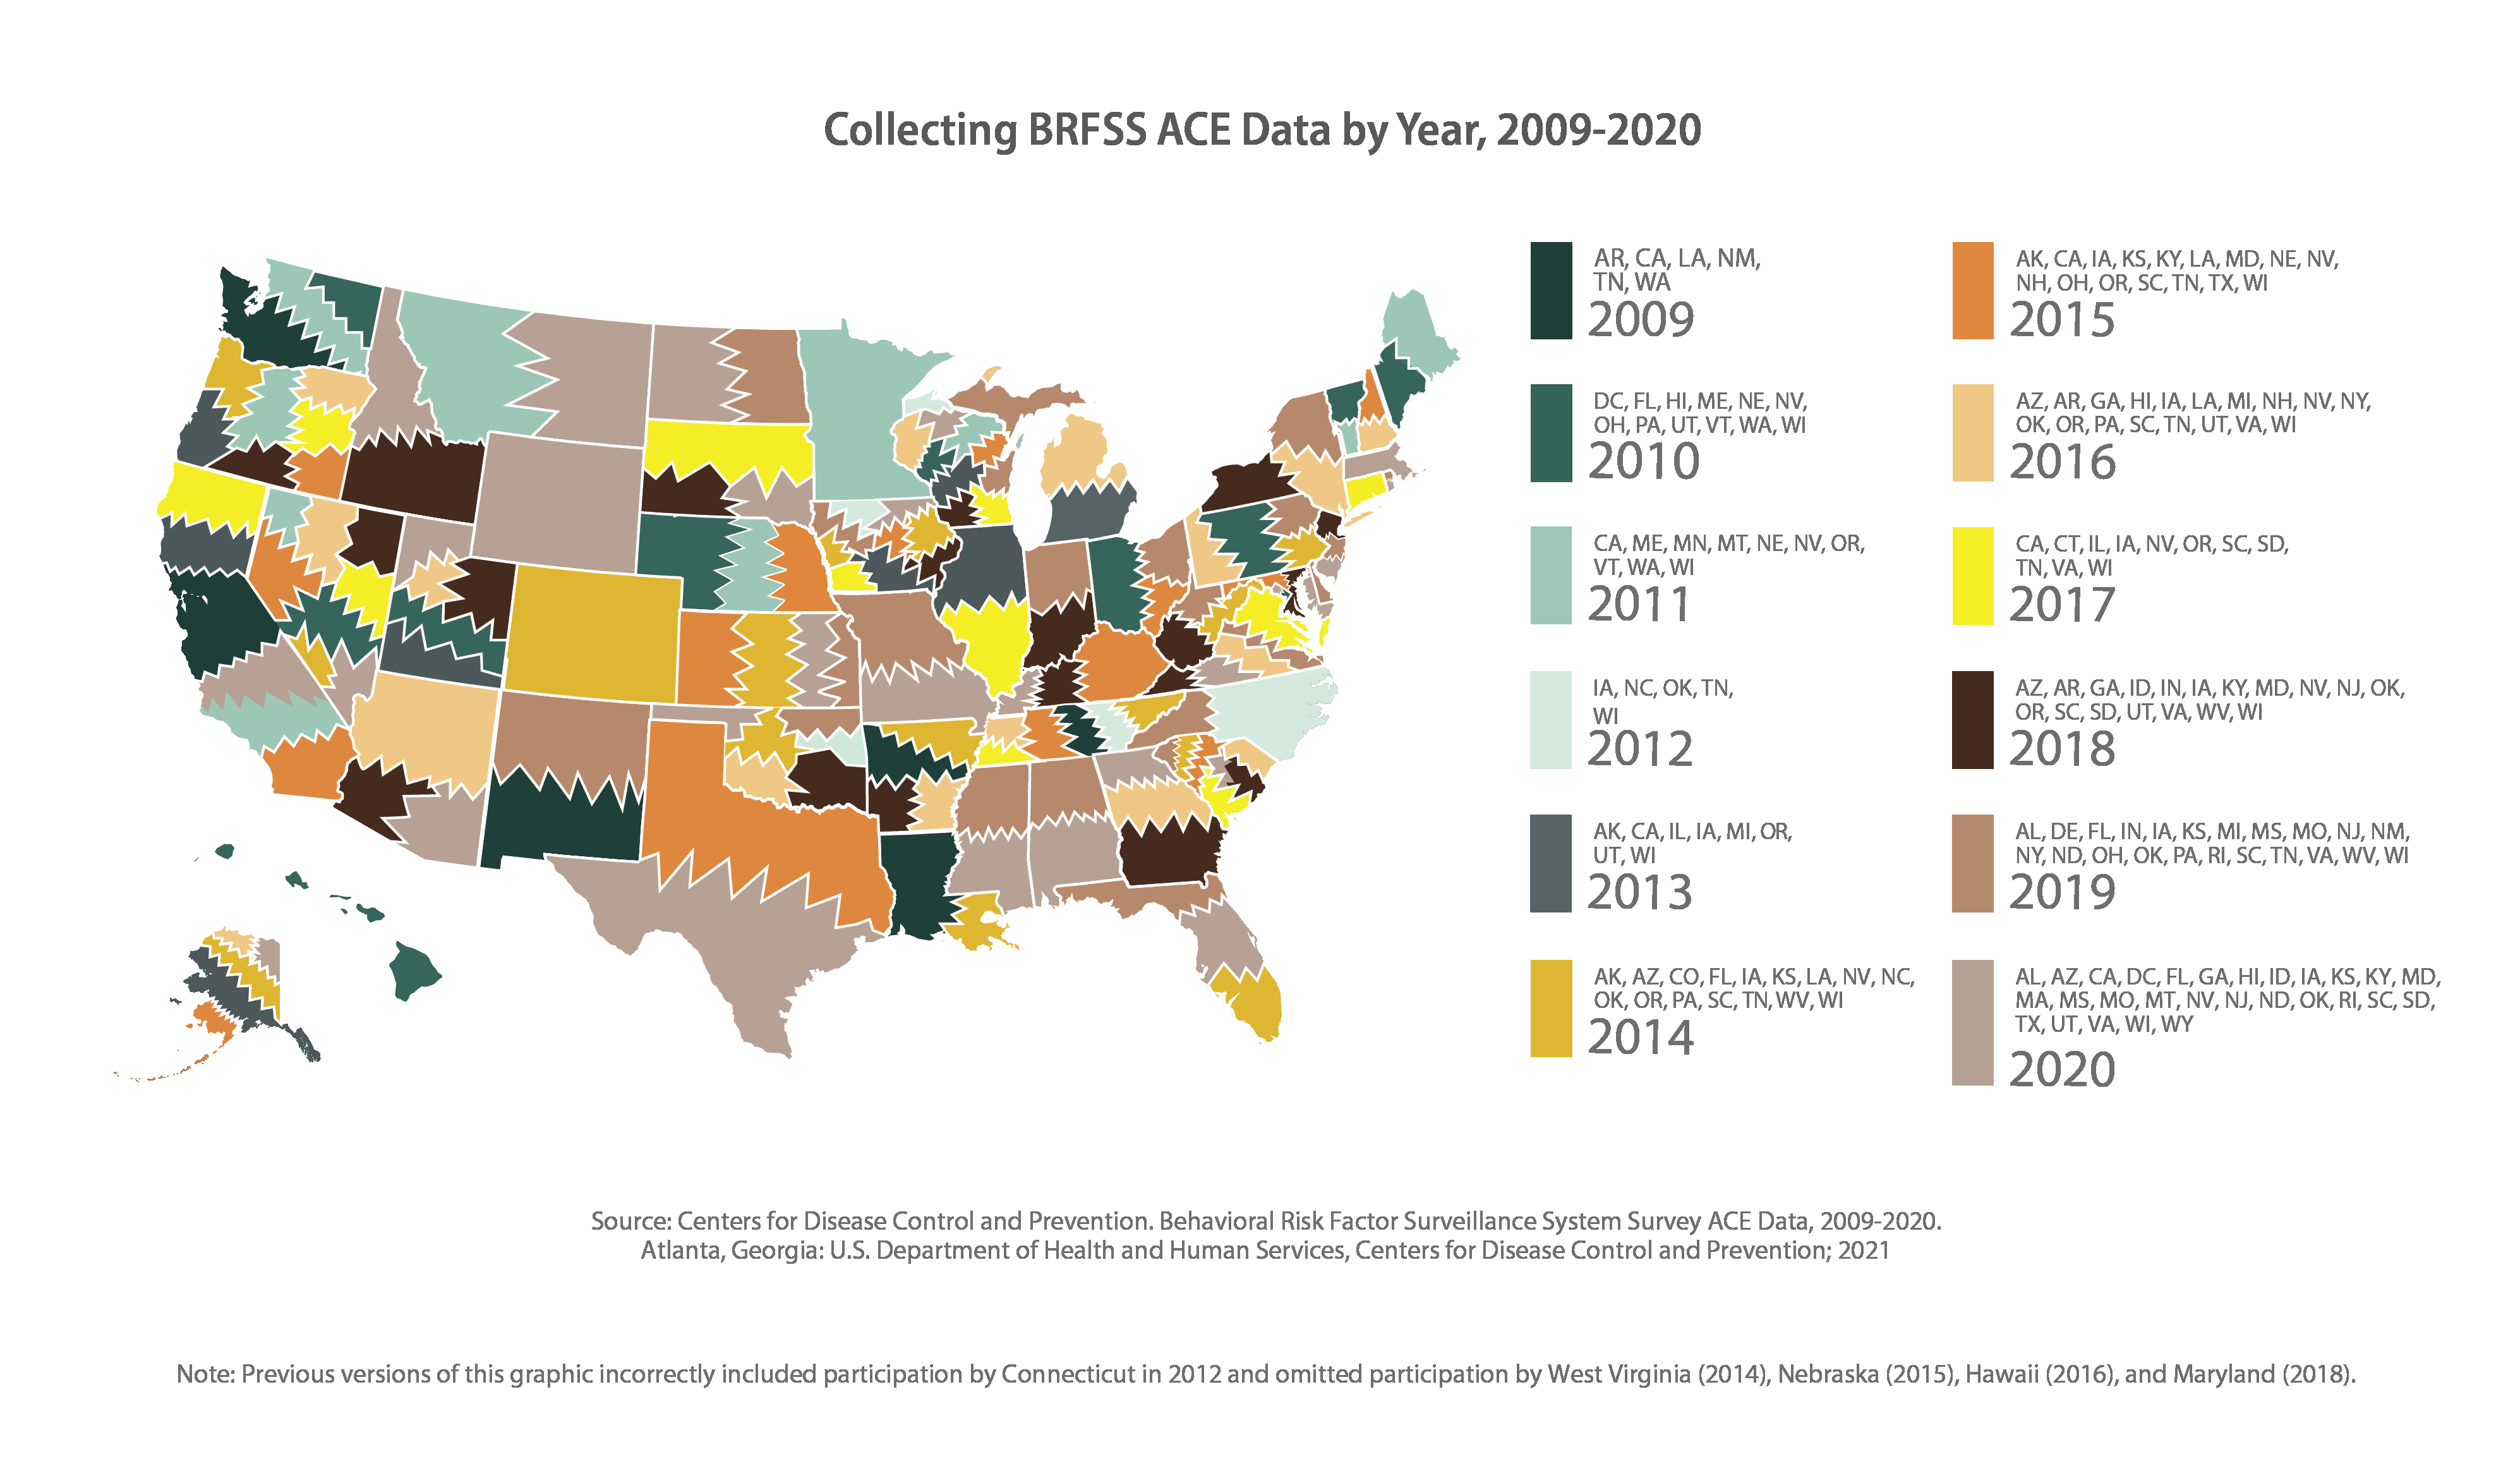 Collecting BRFSS ACE Data by Year, 2009-2020
AR, CA, LA, NM,
TN, WA
2009
DC, FL, HI, ME, NE, NV,
OH, PA, UT, VT, WA, WI
2010
CA, ME, MN, MT, NE, NV, OR,
VT, WA, WI
2011
IA, NC, OK, TN,
WI
2012
AK, CA, IL, IA, MI, OR,
UT, WI
2013
AK, AZ, CO, FL, IA, KS, LA, NV, NC,
OK, OR, PA, SC, TN, WV, WI
2014
AK, CA, IA, KS, KY, LA, MD, NE, NV,
NH, OH, OR, SC, TN, TX, WI
2015
AZ, AR, GA, HI, IA, LA, MI, NH, NV, NY,
OK, OR, PA, SC, TN, UT, VA, WI
2016
CA, CT, IL, IA, NV, OR, SC, SD,
TN, VA, WI
2017
AZ, AR, GA, ID, IN, IA, KY, MD, NV, NJ, OK,
OR, SC, SD, UT, VA, WV, WI
2018
AL, DE, FL, IN, IA, KS, MI, MS, MO, NJ, NM,
NY, ND, OH, OK, PA, RI, SC, TN, VA, WV, WI
2019
AL, AZ, CA, DC, FL, GA, HI, ID, IA, KS, KY, MD,
MA, MS, MO, MT, NV, NJ, ND, OK, RI, SC, SD,
TX, UT, VA, WI, WY
2020
Source: Centers for Disease Control and Prevention. Behavioral Risk Factor Surveillance System Survey ACE Data, 2009-2020.
Atlanta, Georgia: U.S. Department of Health and Human Services, Centers for Disease Control and Prevention; 2021
Note: Previous versions of this graphic incorrectly included participation by Connecticut in 2012 and omitted participation by West Virginia (2014), Nebraska (2015), Hawaii (2016), and Maryland (2018).